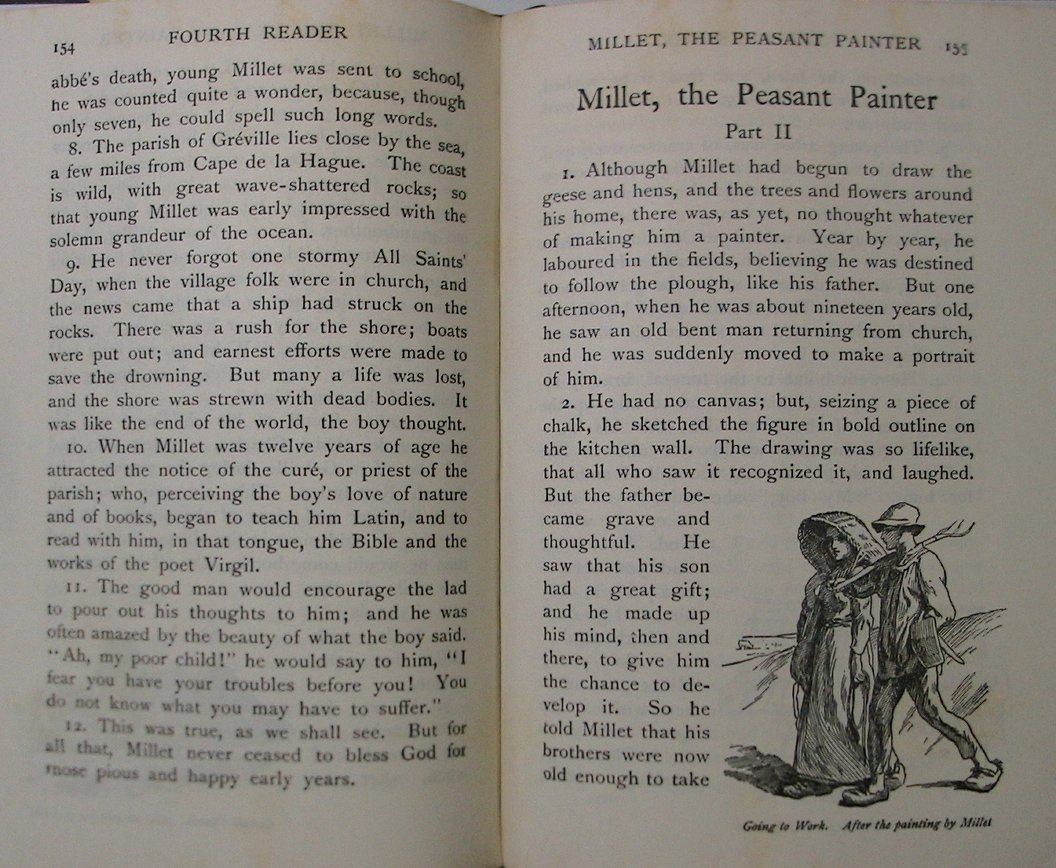 154
FOURTH READER
abbé's death, young Millet was sent to school,
he was counted quite a wonder, because, though
only seven, he could spell such long words.
8. The parish of Gréville lies close by the sea,
a few miles from Cape de la Hague. The coast
is wild, with great wave-shattered rocks; so
that young Millet was early impressed with the
solemn grandeur of the ocean.
9. He never forgot one stormy All Saints'
Day, when the village folk were in church, and
the news came that a ship had struck on the
rocks. There was a rush for the shore; boats
were put out; and earnest efforts were made to
save the drowning. But many a life was lost,
and the shore was strewn with dead bodies. It
was like the end of the world, the boy thought.
10. When Millet was twelve years of age he
attracted the notice of the curé, or priest of the
parish; who, perceiving the boy's love of nature
and of books, began to teach him Latin, and to
read with him, in that tongue, the Bible and the
works of the poet Virgil.
11. The good man would encourage the lad
to pour out his thoughts to him; and he was
often amazed by the beauty of what the boy said.
"Ah, my poor child!" he would say to him, "I
fear you have your troubles before you! You
do not know what you may have to suffer."
12. This was true, as we shall see. But for
all that, Millet never ceased to bless God for
those pious and happy early years.
MILLET, THE PEASANT PAINTER 155
Millet, the Peasant Painter
Part II
1. Although Millet had begun to draw the
geese and hens, and the trees and flowers around
his home, there was, as yet, no thought whatever
of making him a painter. Year by year, he
laboured in the fields, believing he was destined
to follow the plough, like his father. But one
afternoon, when he was about nineteen years old,
he saw an old bent man returning from church,
and he was suddenly moved to make a portrait
of him.
2. He had no canvas; but, seizing a piece of
chalk, he sketched the figure in bold outline on
the kitchen wall. The drawing was so lifelike,
that all who saw it recognized it, and laughed.
But the father be-
came grave and
thoughtful. He
saw that his son
had a great gift;
and he made up
his mind, then and
there, to give him
the chance to de-
velop it. So he
told Millet that his
brothers were now
old enough to take
Going to Work. After the painting by Millet